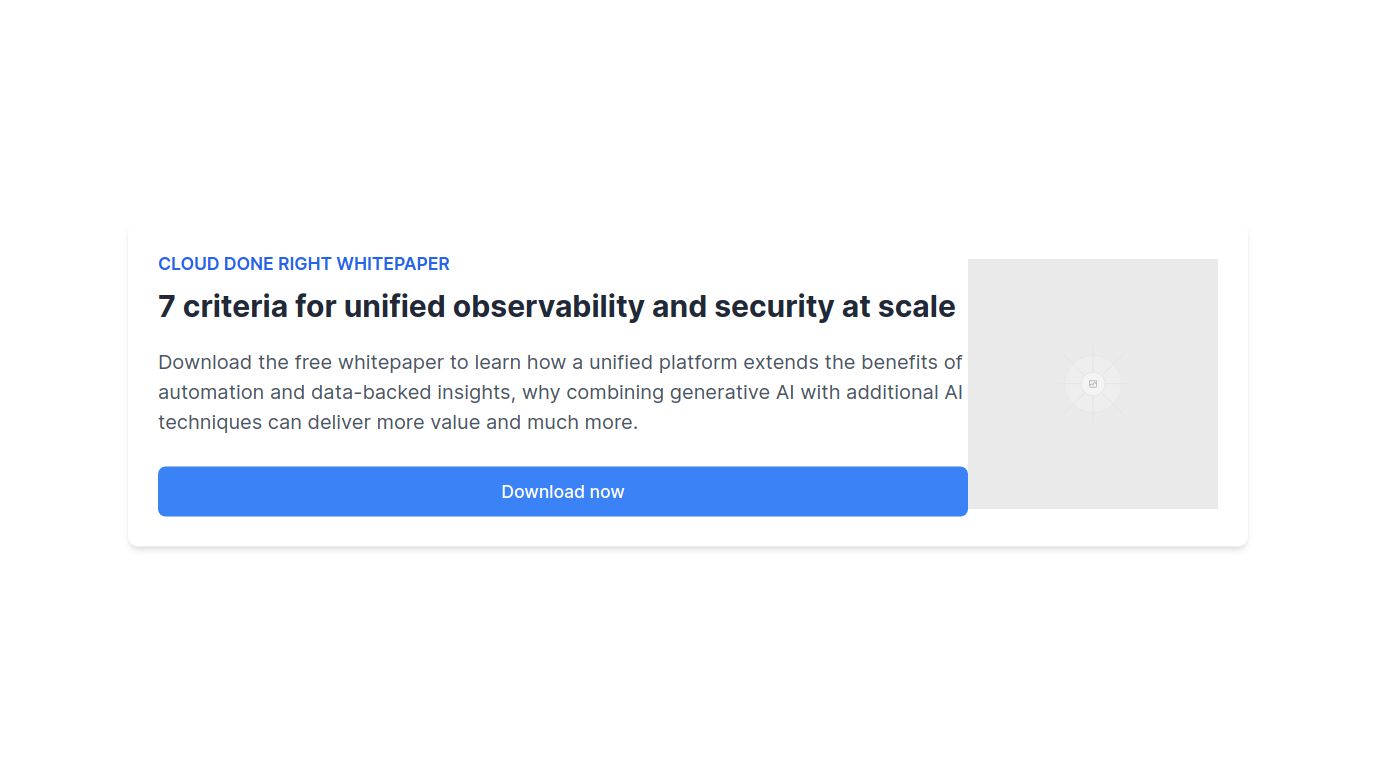 CLOUD DONE RIGHT WHITEPAPER
7 criteria for unified observability and security at scale
Download the free whitepaper to learn how a unified platform extends the benefits of
automation and data-backed insights, why combining generative AI with additional AI
techniques can deliver more value and much more.
Download now